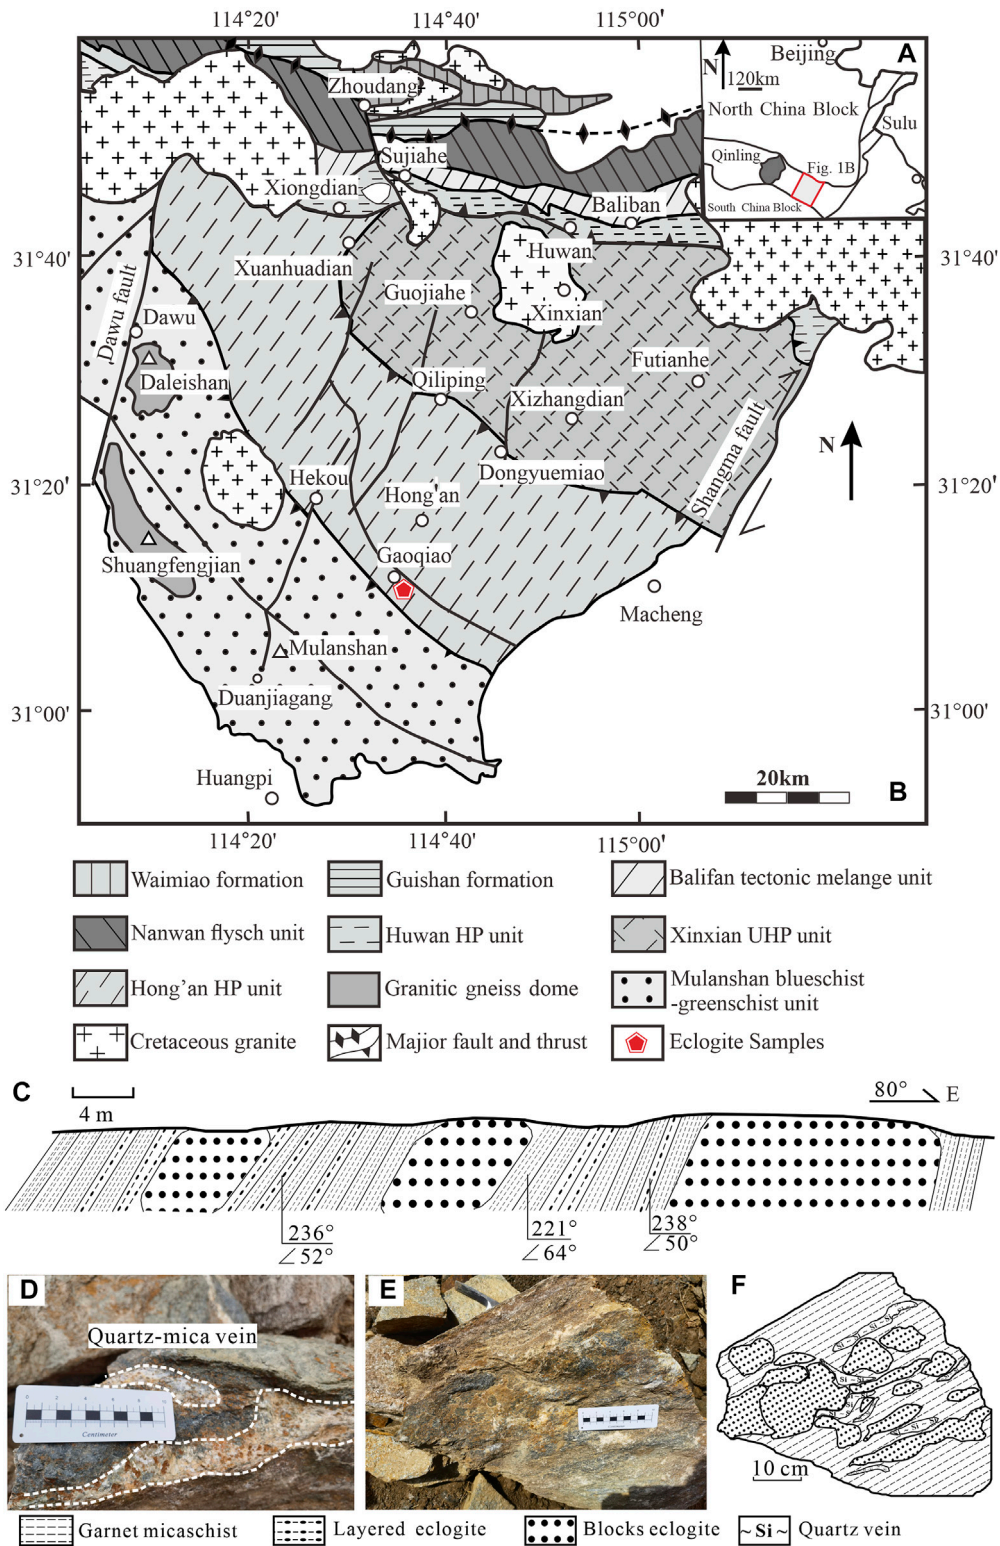 114°20'
114°40'
115°00'
A
N
120km
Beijing
North China Block
Sulu
Qinling
Fig. 1B
South China Block
Zhoudang
Sujiahe
Xiongdian
Baliban
31°40'
31°40'
Huwan
Xuanhuadian
Guojiahe
Xinxian
Dawu fault
Dawu
Daleishan
Futianhe
Qiliping
Xizhangdian
Shangma fault
N
Dongyuemiao
31°20'
31°20'
Hekou
Hong'an
Gaoqiao
Shuangfengjian
Macheng
Mulanshan
Duanjiagang
31°00'
31°00'
Huangpi
20km
B
114°20'
114°40'
115°00'
Waimiao formation
Guishan formation
Balifan tectonic melange unit
Nanwan flysch unit
Huwan HP unit
Xinxian UHP unit
Hong'an HP unit
Granitic gneiss dome
Mulanshan blueschist
-greenschist unit
Cretaceous granite
Majior fault and thrust
Eclogite Samples
C
4 m
80°
E
236°
∠52°
221°
∠64°
238°
∠50°
D
Quartz-mica vein
Centimeter
E
F
Si
Si
Si
Si
Si
10 cm
Garnet micaschist
Layered eclogite
Blocks eclogite
~ Si ~
Quartz vein